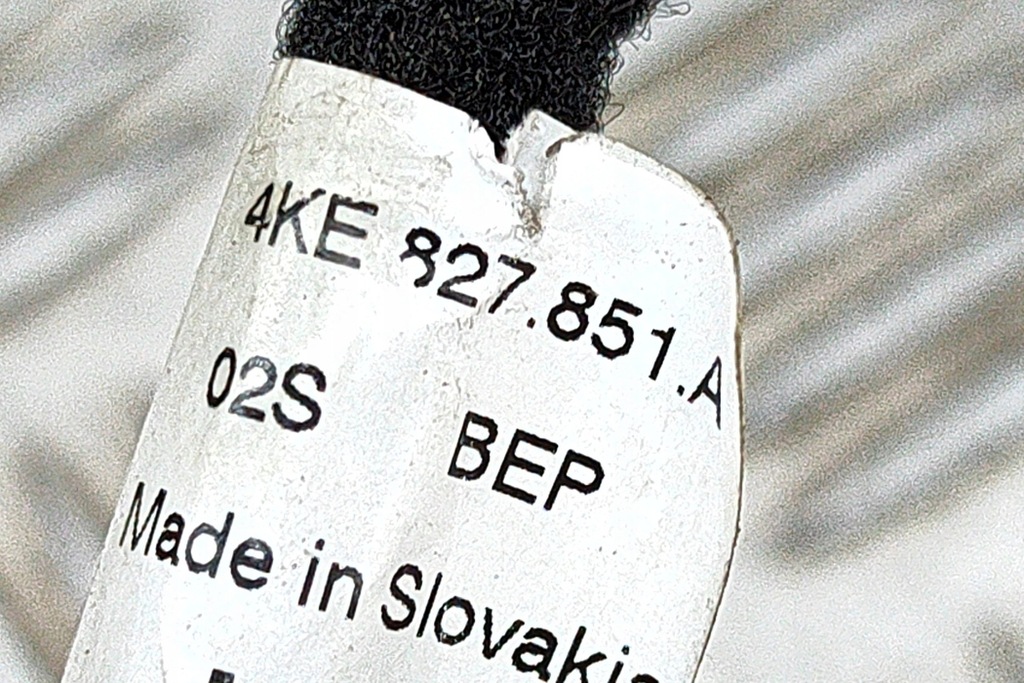 4KE 827.851.A
02S BEP
Made in Slovakia